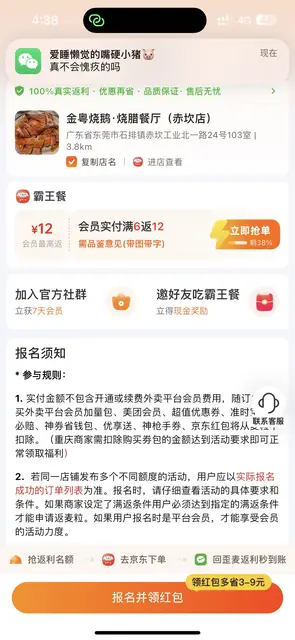 4:38
4G
爱睡懒觉的嘴硬小猪🐷
现在
真不会愧疚的吗
100%真实返利 · 优惠再省 · 品质保证 · 售后无忧
金粤烧鹅·烧腊餐厅（赤坎店）
广东省东莞市石排镇赤坎工业北一路24号103室 |
3.8km
复制店名 | 进店查看
霸王餐
¥12
会员最高返
会员实付满6返12
需品鉴意见(带图带字)
立即抢单
前38%
加入官方社群
立获7天会员
邀好友吃霸王餐
立得现金奖励
报名须知
* 参与规则：
1. 实付金额不包含开通或续费外卖平台会员费用，随订
买外卖平台会员加量包、美团会员、超值优惠券、准时
必赔、神券省钱包、优享送、神枪手券、京东红包将从
扣除。（重庆商家需扣除购买券包的金额达到活动要求即可正
常领取福利）
联系客服
2. 若同一店铺发布多个不同额度的活动，用户应以实际报名
成功的订单列表为准。报名时，请仔细查看活动的具体要求和
条件。如果商家设定了满返条件用户必须达到指定的满返条件
才能申请返麦粒。如果用户报名时是平台会员，才能享受会员
的活动力度。
抢返利名额
去京东下单
回歪麦返利秒到账
领红包多省3-9元
报名并领红包